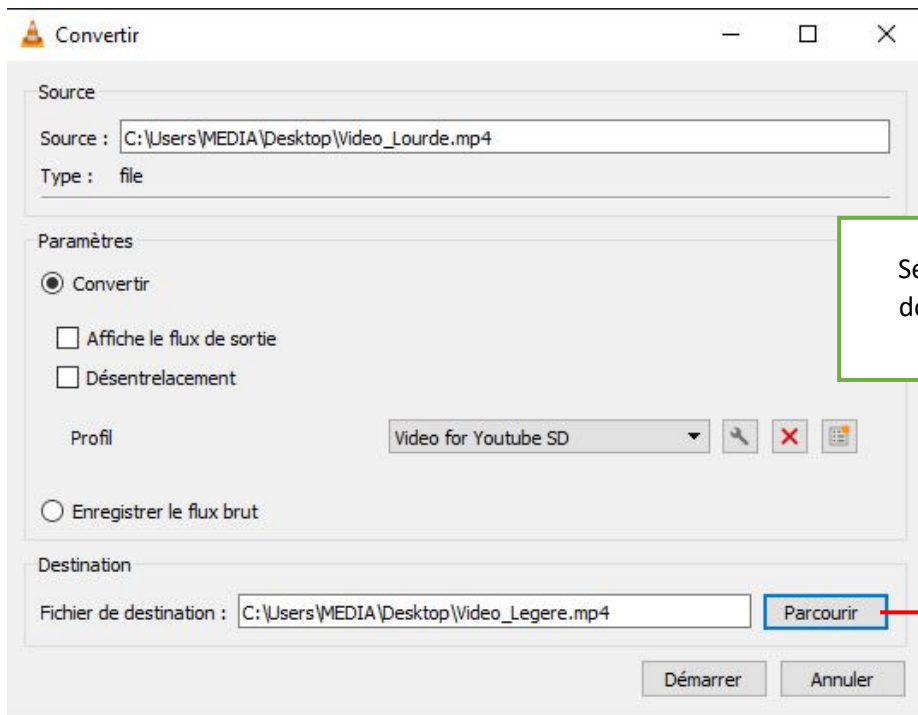 Convertir
Source
Source : C:\Users\MEDIA\Desktop\Video_Lourde.mp4
Type : file
Paramètres
Convertir
Affiche le flux de sortie
Désentrelacement
Profil Video for Youtube SD
Enregistrer le flux brut
Destination
Fichier de destination : C:\Users\MEDIA\Desktop\Video_Legere.mp4 Parcourir
Démarrer Annuler